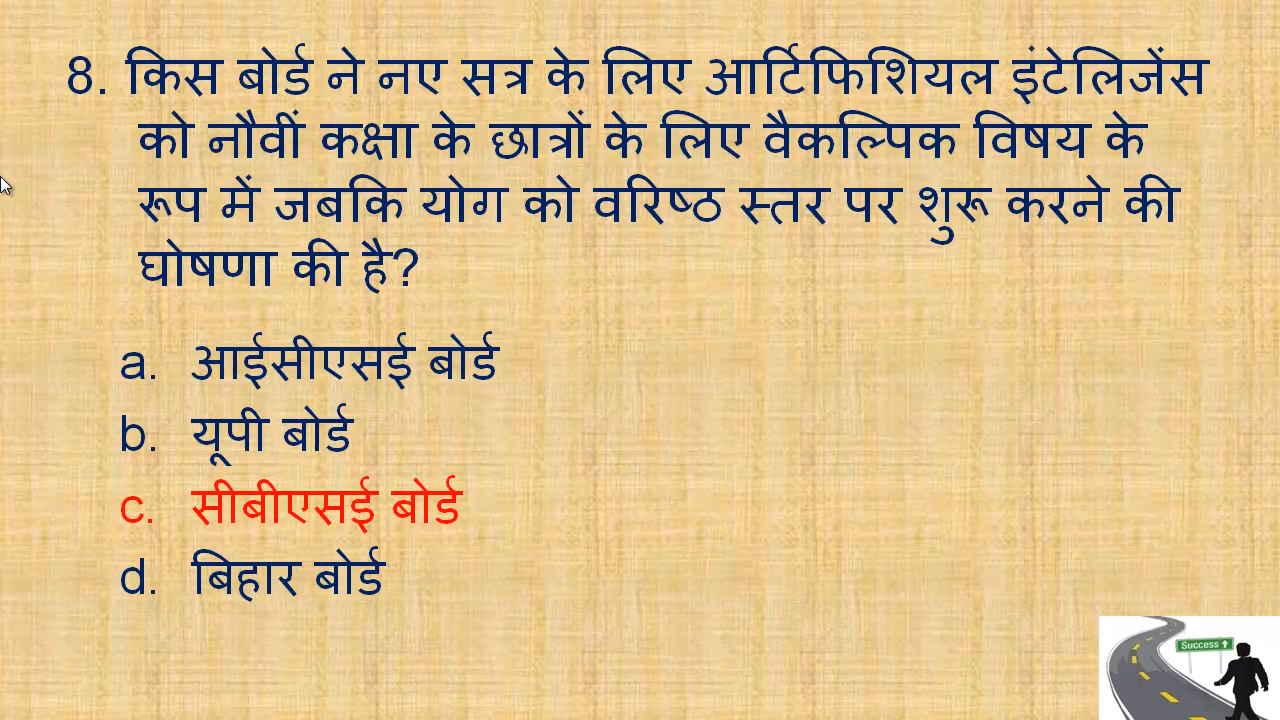 8. किस बोर्ड ने नए सत्र के लिए आर्टिफिशियल इंटेलिजेंस
को नौवीं कक्षा के छात्रों के लिए वैकल्पिक विषय के
रूप में जबकि योग को वरिष्ठ स्तर पर शुरू करने की
घोषणा की है?
a. आईसीएसई बोर्ड
b. यूपी बोर्ड
c. सीबीएसई बोर्ड
d. बिहार बोर्ड
Success